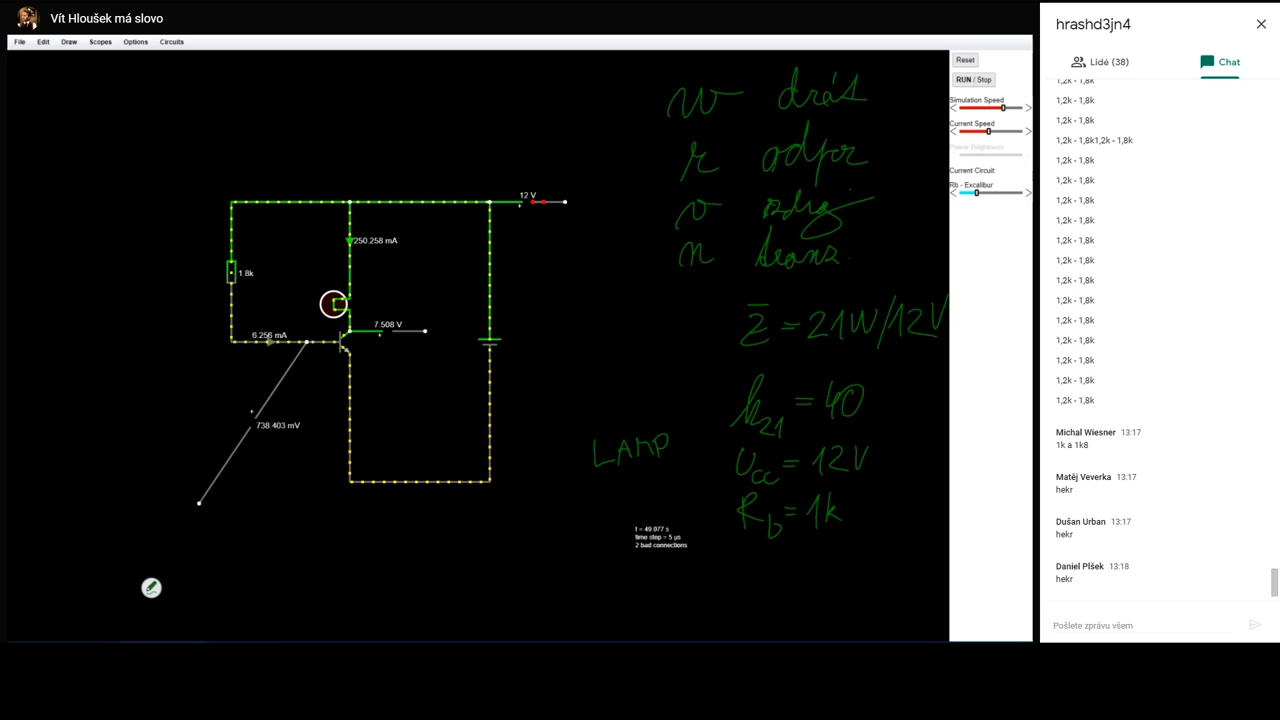 Vít Hloušek má slovo
File Edit Draw Scopes Options Circuits
12 V
+
250.258 mA
1.8k
7.508 V
+
6.256 mA
+
738.403 mV
w drát
r odpor
n tranz.
z = 21W/12V
h21 = 40
LAMP
Ucc = 12V
Rb = 1k
t = 49.077 s
time step = 5 µs
2 bad connections
Reset
RUN / Stop
Simulation Speed
Current Speed
Power Brightness
Current Circuit:
Rb - Excalibur
hrashd3jn4
Lidé (38)
Chat
1,2k - 1,8k
1,2k - 1,8k
1,2k - 1,8k
1,2k - 1,8k1,2k - 1,8k
1,2k - 1,8k
1,2k - 1,8k
1,2k - 1,8k
1,2k - 1,8k
1,2k - 1,8k
1,2k - 1,8k
1,2k - 1,8k
1,2k - 1,8k
1,2k - 1,8k
1,2k - 1,8k
1,2k - 1,8k
1,2k - 1,8k
1,2k - 1,8k
Michal Wiesner 13:17
1k a 1k8
Matěj Veverka 13:17
hekr
Dušan Urban 13:17
hekr
Daniel Plšek 13:18
hekr
Pošlete zprávu všem